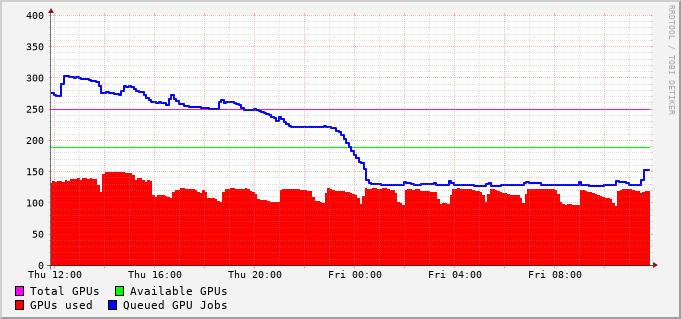 400
350
300
250
200
150
100
50
0
Thu 12:00 Thu 16:00 Thu 20:00 Fri 00:00 Fri 04:00 Fri 08:00
Total GPUs Available GPUs
GPUs used Queued GPU Jobs
RRDTOOL / TOBI OETIKER